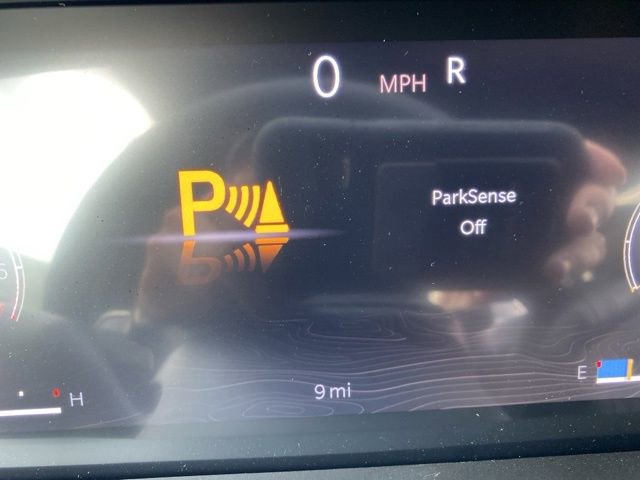 0 MPH R
P
ParkSense
Off
H
9 mi
E